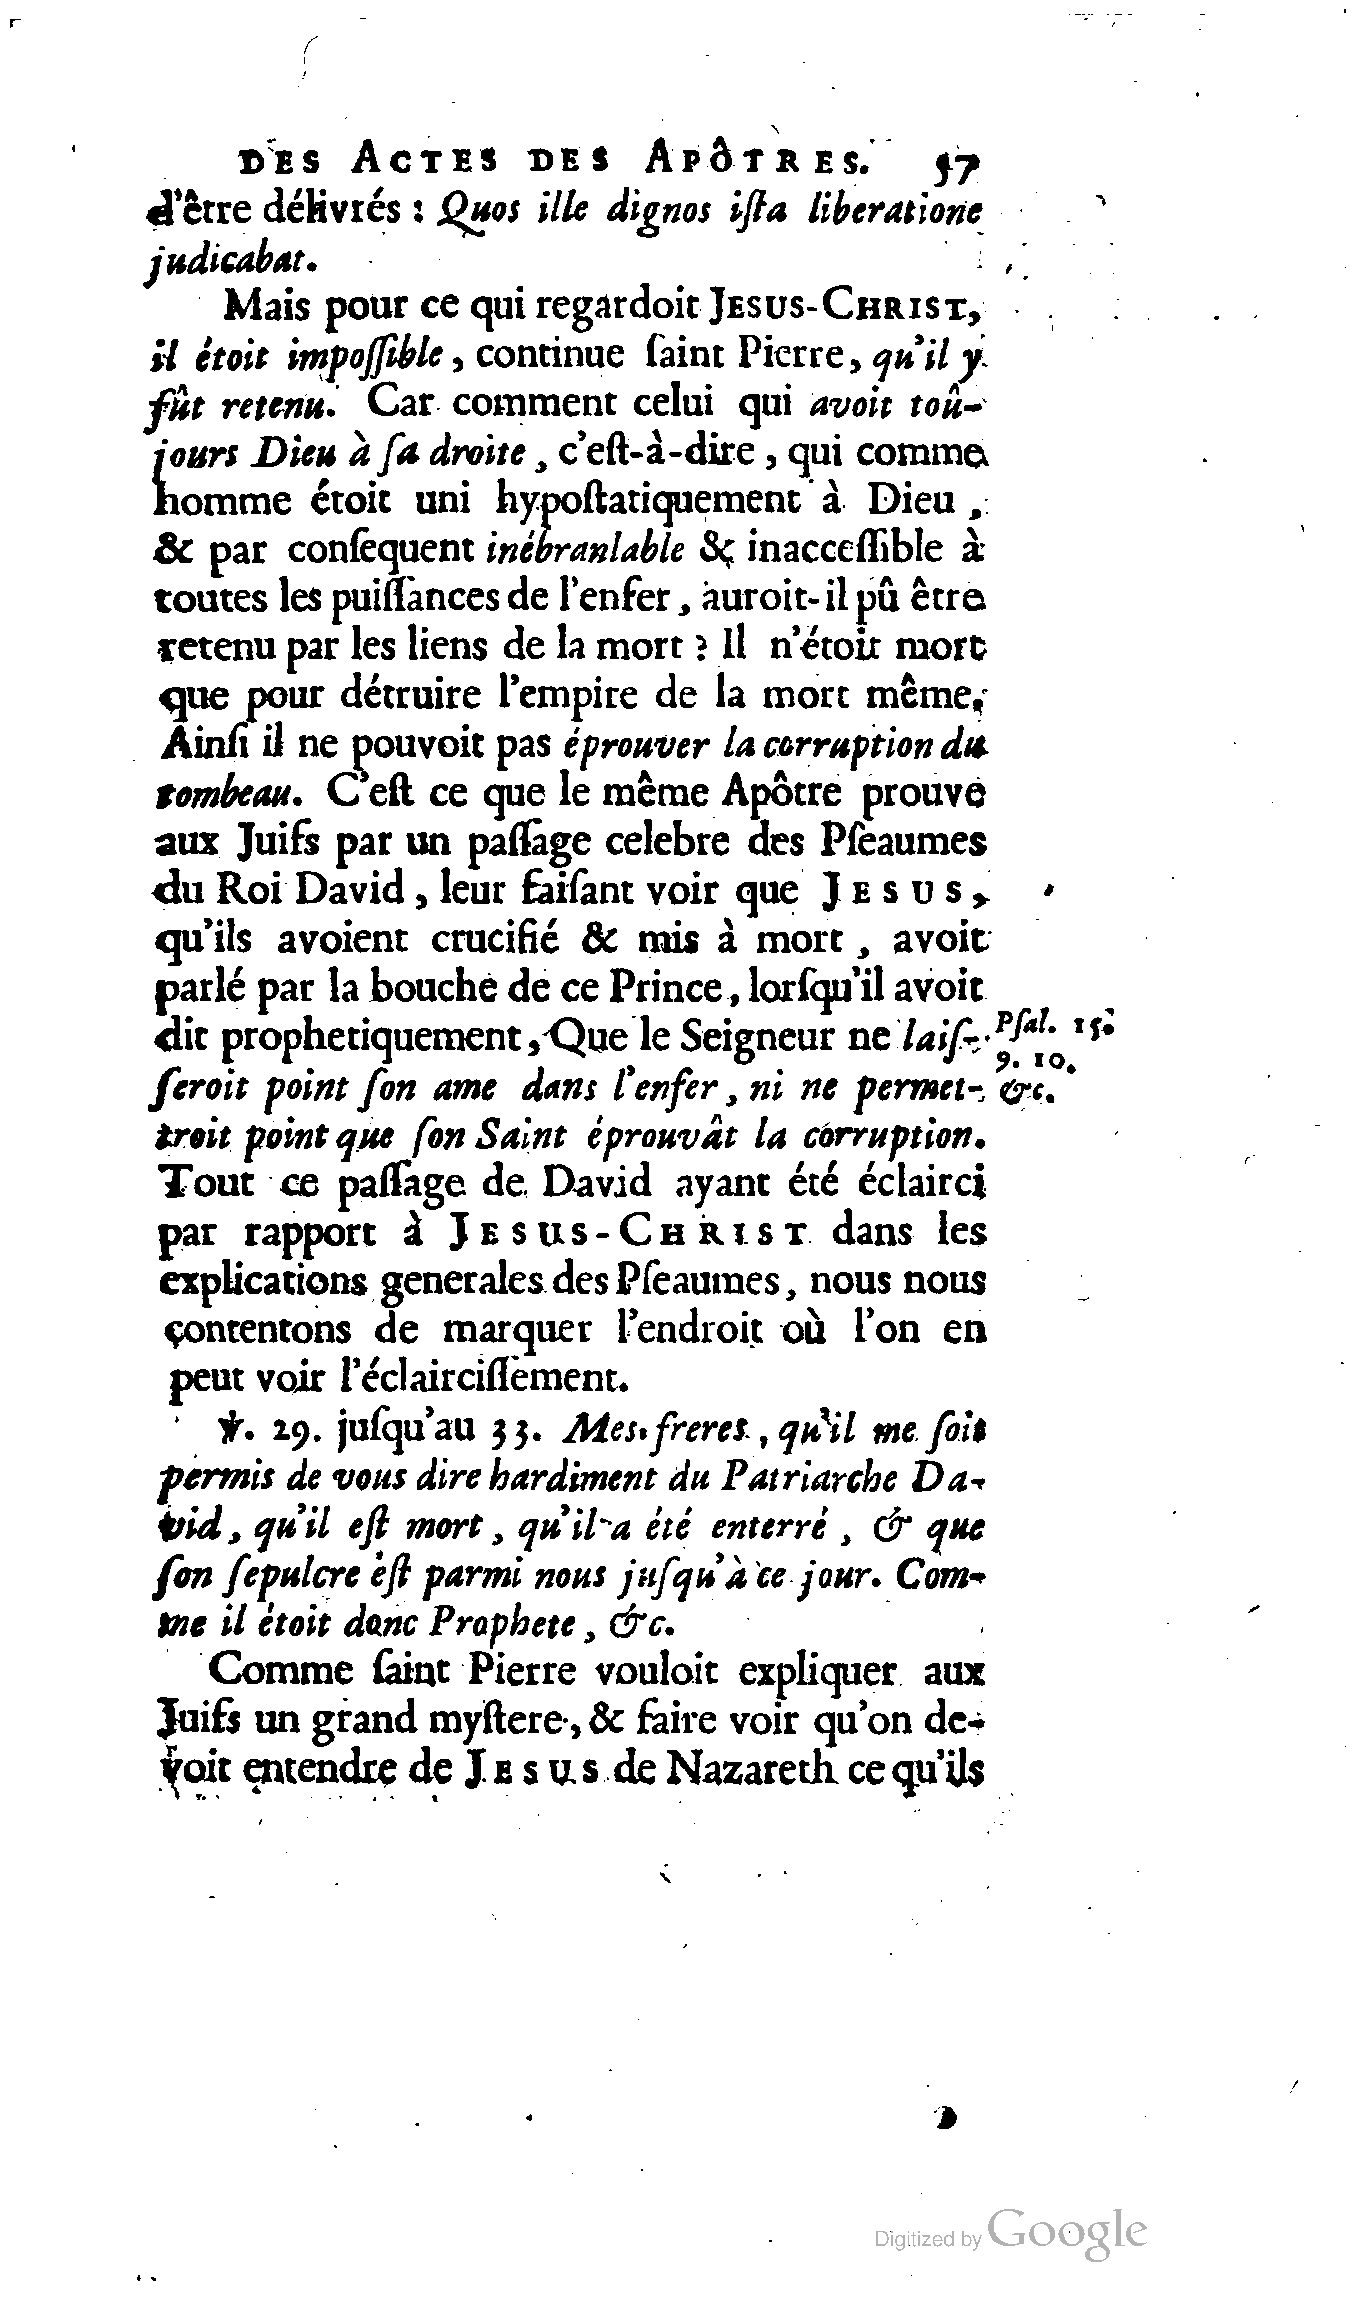 DES ACTES DES APÔTRES. 57
d'être délivrés : Quos ille dignos iſta liberatione
judicabat.
Mais pour ce qui regardoit JESUS-CHRIST,
il étoit impoſſible, continue ſaint Pierre, qu'il y
fût retenu. Car comment celui qui avoit toû-
jours Dieu à ſa droite, c'eſt-à-dire, qui comme
homme étoit uni hypoſtatiquement à Dieu,
& par conſequent inébranlable & inacceſſible à
toutes les puiſſances de l'enfer, auroit-il pû être
retenu par les liens de la mort ? Il n'étoit mort
que pour détruire l'empire de la mort même,
Ainſi il ne pouvoit pas éprouver la corruption du
tombeau. C'eſt ce que le même Apôtre prouve
aux Juifs par un paſſage celebre des Pſeaumes
du Roi David, leur faiſant voir que JESUS,
qu'ils avoient crucifié & mis à mort, avoit
parlé par la bouche de ce Prince, lorſqu'il avoit
dit prophetiquement, Que le Seigneur ne laiſ-
Pſal. 15.
9. 10.
&c.
ſeroit point ſon ame dans l'enfer, ni ne permet-
troit point que ſon Saint éprouvât la corruption.
Tout ce paſſage de David ayant été éclairci
par rapport à JESUS-CHRIST dans les
explications generales des Pſeaumes, nous nous
contentons de marquer l'endroit où l'on en
peut voir l'éclairciſſement.
℣. 29. juſqu'au 33. Mes freres, qu'il me ſoit
permis de vous dire hardiment du Patriarche Da-
vid, qu'il eſt mort, qu'il a été enterré, & que
ſon ſepulcre eſt parmi nous juſqu'à ce jour. Com-
me il étoit donc Prophete, &c.
Comme ſaint Pierre vouloit expliquer aux
Juifs un grand myſtere, & faire voir qu'on de-
voit entendre de JESUS de Nazareth ce qu'ils
D
Digitized by Google